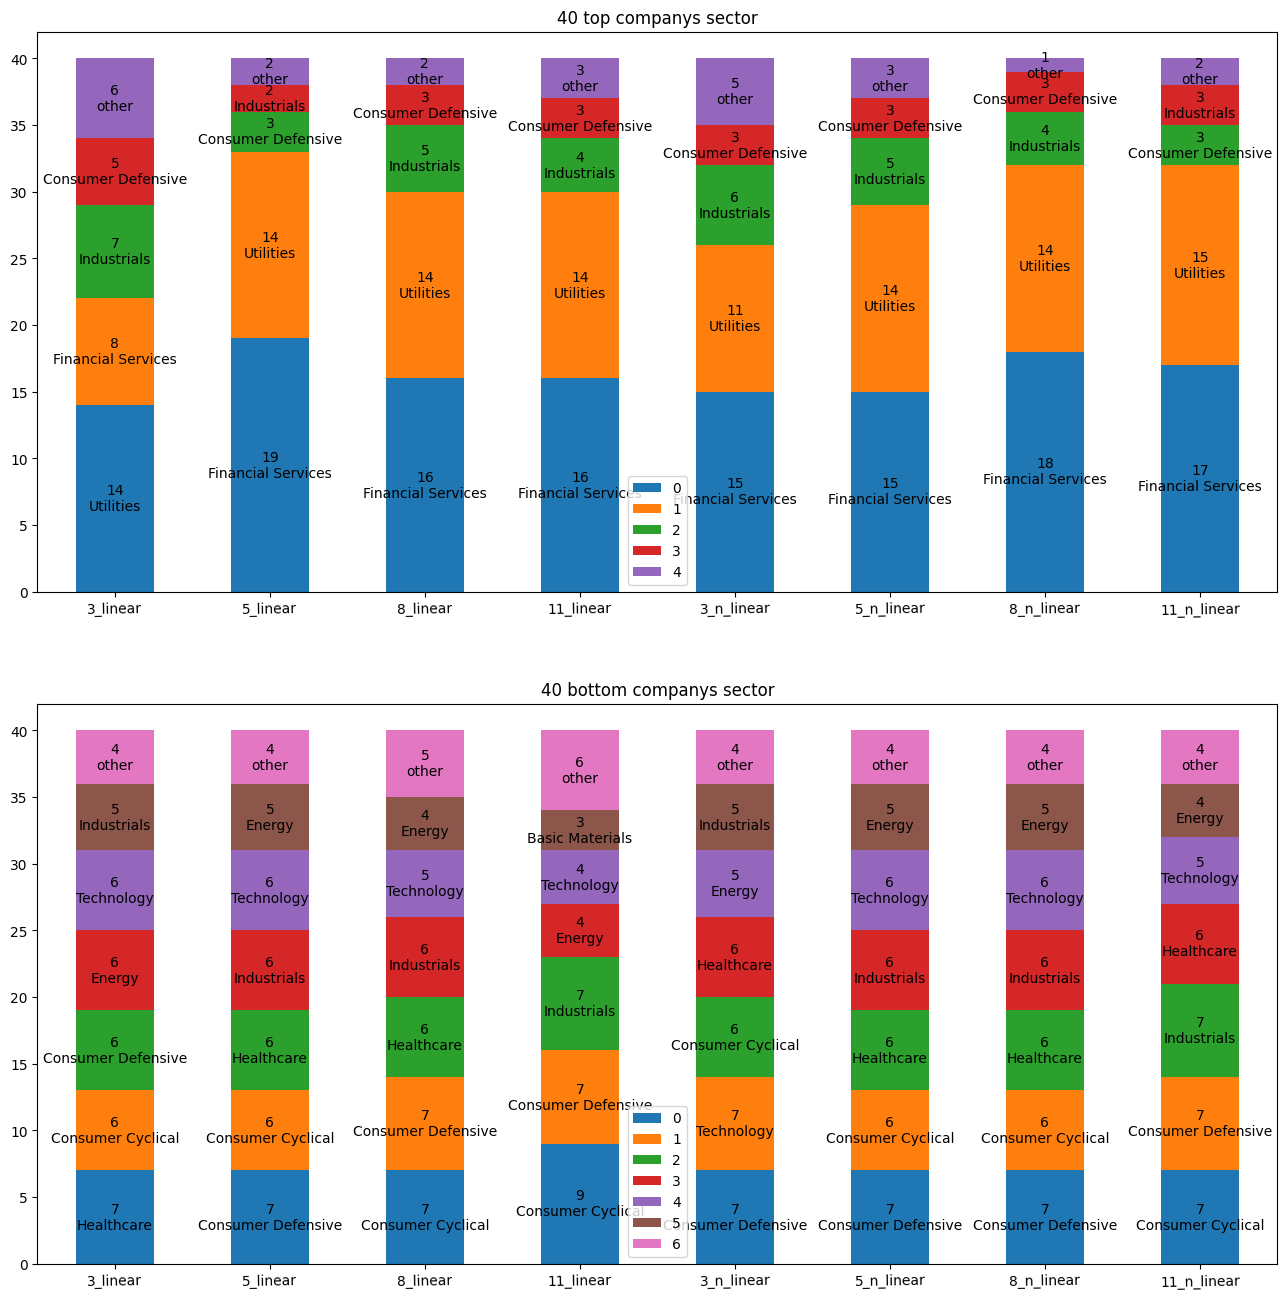 40 top companys sector
40
35
30
25
20
15
10
5
0
6
other
5
Consumer Defensive
7
Industrials
8
Financial Services
14
Utilities
2
other
2
Industrials
3
Consumer Defensive
14
Utilities
19
Financial Services
2
other
3
Consumer Defensive
5
Industrials
14
Utilities
16
Financial Services
3
other
3
Consumer Defensive
4
Industrials
14
Utilities
16
Financial Services
5
other
3
Consumer Defensive
6
Industrials
11
Utilities
15
Financial Services
3
other
3
Consumer Defensive
5
Industrials
14
Utilities
15
Financial Services
1
other
3
Consumer Defensive
4
Industrials
14
Utilities
18
Financial Services
2
other
3
Industrials
3
Consumer Defensive
15
Utilities
17
Financial Services
0
1
2
3
4
3_linear
5_linear
8_linear
11_linear
3_n_linear
5_n_linear
8_n_linear
11_n_linear
40 bottom companys sector
40
35
30
25
20
15
10
5
0
4
other
5
Industrials
6
Technology
6
Energy
6
Consumer Defensive
6
Consumer Cyclical
7
Healthcare
4
other
5
Energy
6
Technology
6
Industrials
6
Healthcare
6
Consumer Cyclical
7
Consumer Defensive
5
other
4
Energy
5
Technology
6
Industrials
6
Healthcare
7
Consumer Defensive
7
Consumer Cyclical
6
other
3
Basic Materials
4
Technology
4
Energy
7
Industrials
7
Consumer Defensive
9
Consumer Cyclical
4
other
5
Industrials
5
Energy
6
Healthcare
6
Consumer Cyclical
7
Technology
7
Consumer Defensive
4
other
5
Energy
6
Technology
6
Industrials
6
Healthcare
6
Consumer Cyclical
7
Consumer Defensive
4
other
5
Energy
6
Technology
6
Industrials
6
Healthcare
6
Consumer Cyclical
7
Consumer Defensive
4
other
4
Energy
5
Technology
6
Healthcare
7
Industrials
7
Consumer Defensive
7
Consumer Cyclical
0
1
2
3
4
5
6
3_linear
5_linear
8_linear
11_linear
3_n_linear
5_n_linear
8_n_linear
11_n_linear